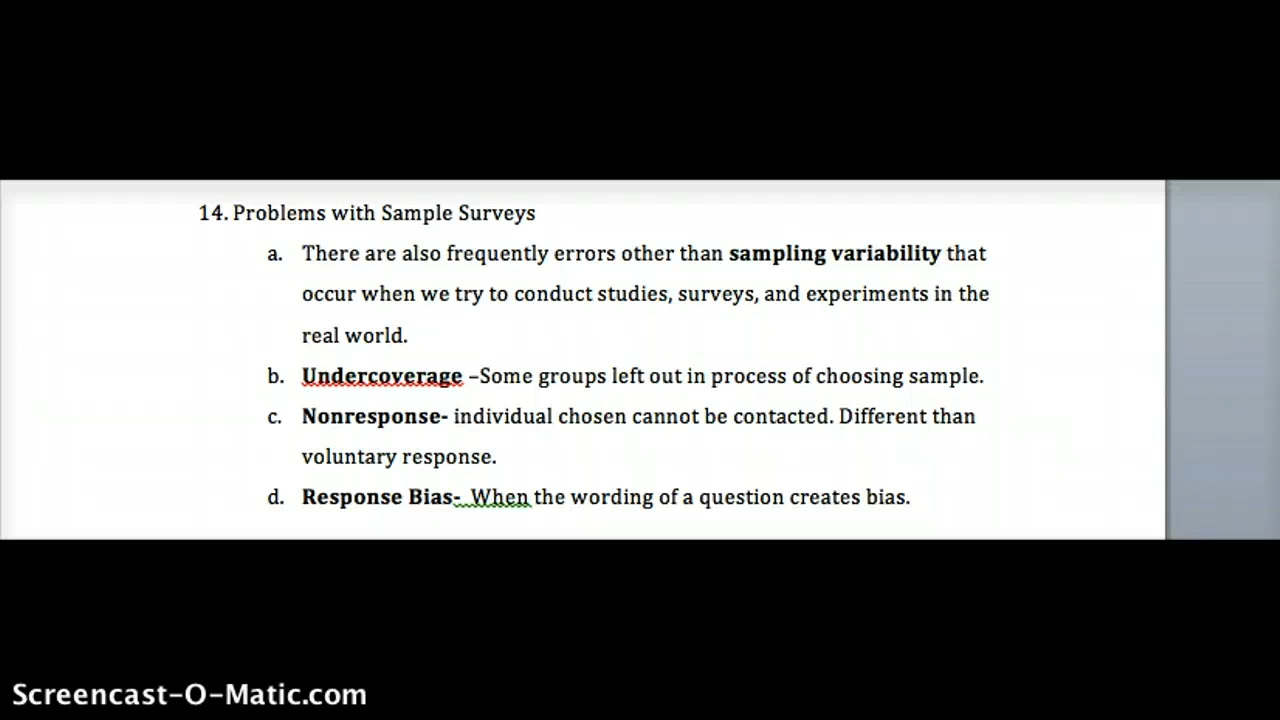 14. Problems with Sample Surveys
a. There are also frequently errors other than sampling variability that
occur when we try to conduct studies, surveys, and experiments in the
real world.
b. Undercoverage –Some groups left out in process of choosing sample.
c. Nonresponse- individual chosen cannot be contacted. Different than
voluntary response.
d. Response Bias- When the wording of a question creates bias.
Screencast-O-Matic.com